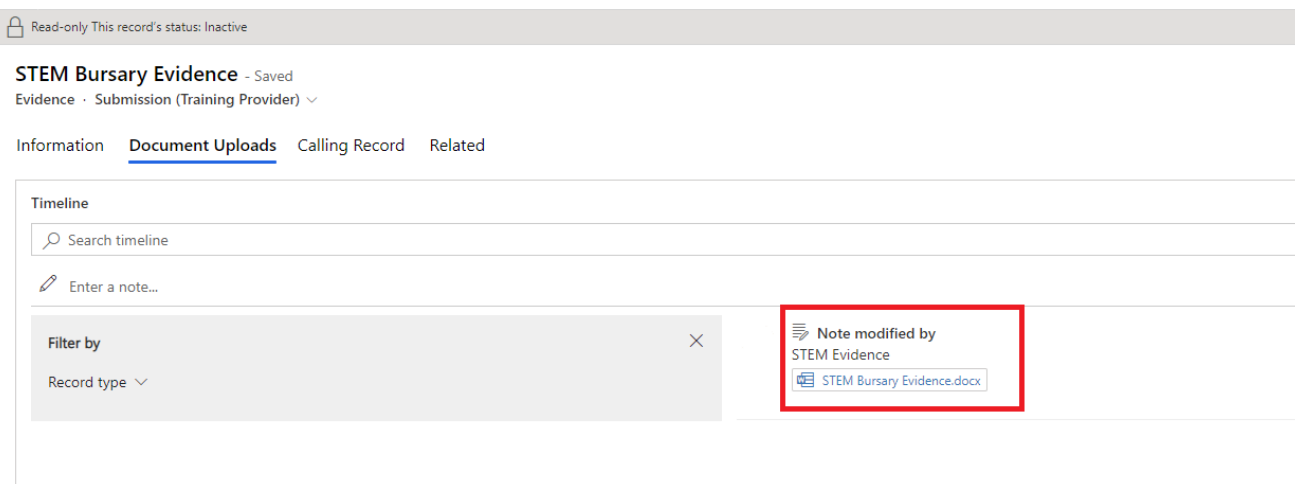 Read-only This record's status: Inactive
STEM Bursary Evidence - Saved
Evidence · Submission (Training Provider)
Information Document Uploads Calling Record Related
Timeline
Search timeline
Enter a note...
Filter by
Record type
Note modified by
STEM Evidence
STEM Bursary Evidence.docx